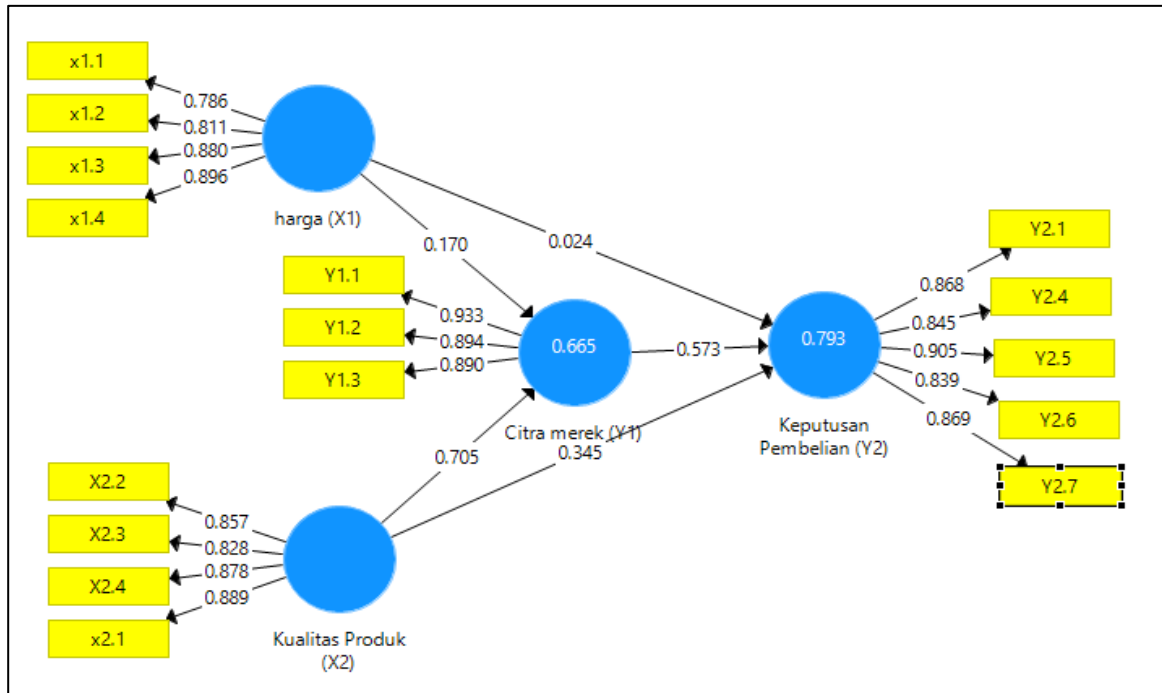 x1.1
x1.2
x1.3
x1.4
0.786
0.811
0.880
0.896
harga (X1)
0.170
0.024
Y1.1
Y1.2
Y1.3
0.933
0.894
0.890
0.665
Citra merek (Y1)
0.573
0.793
Keputusan
Pembelian (Y2)
0.868
0.845
0.905
0.839
0.869
Y2.1
Y2.4
Y2.5
Y2.6
Y2.7
0.705
0.345
X2.2
X2.3
X2.4
x2.1
0.857
0.828
0.878
0.889
Kualitas Produk
(X2)